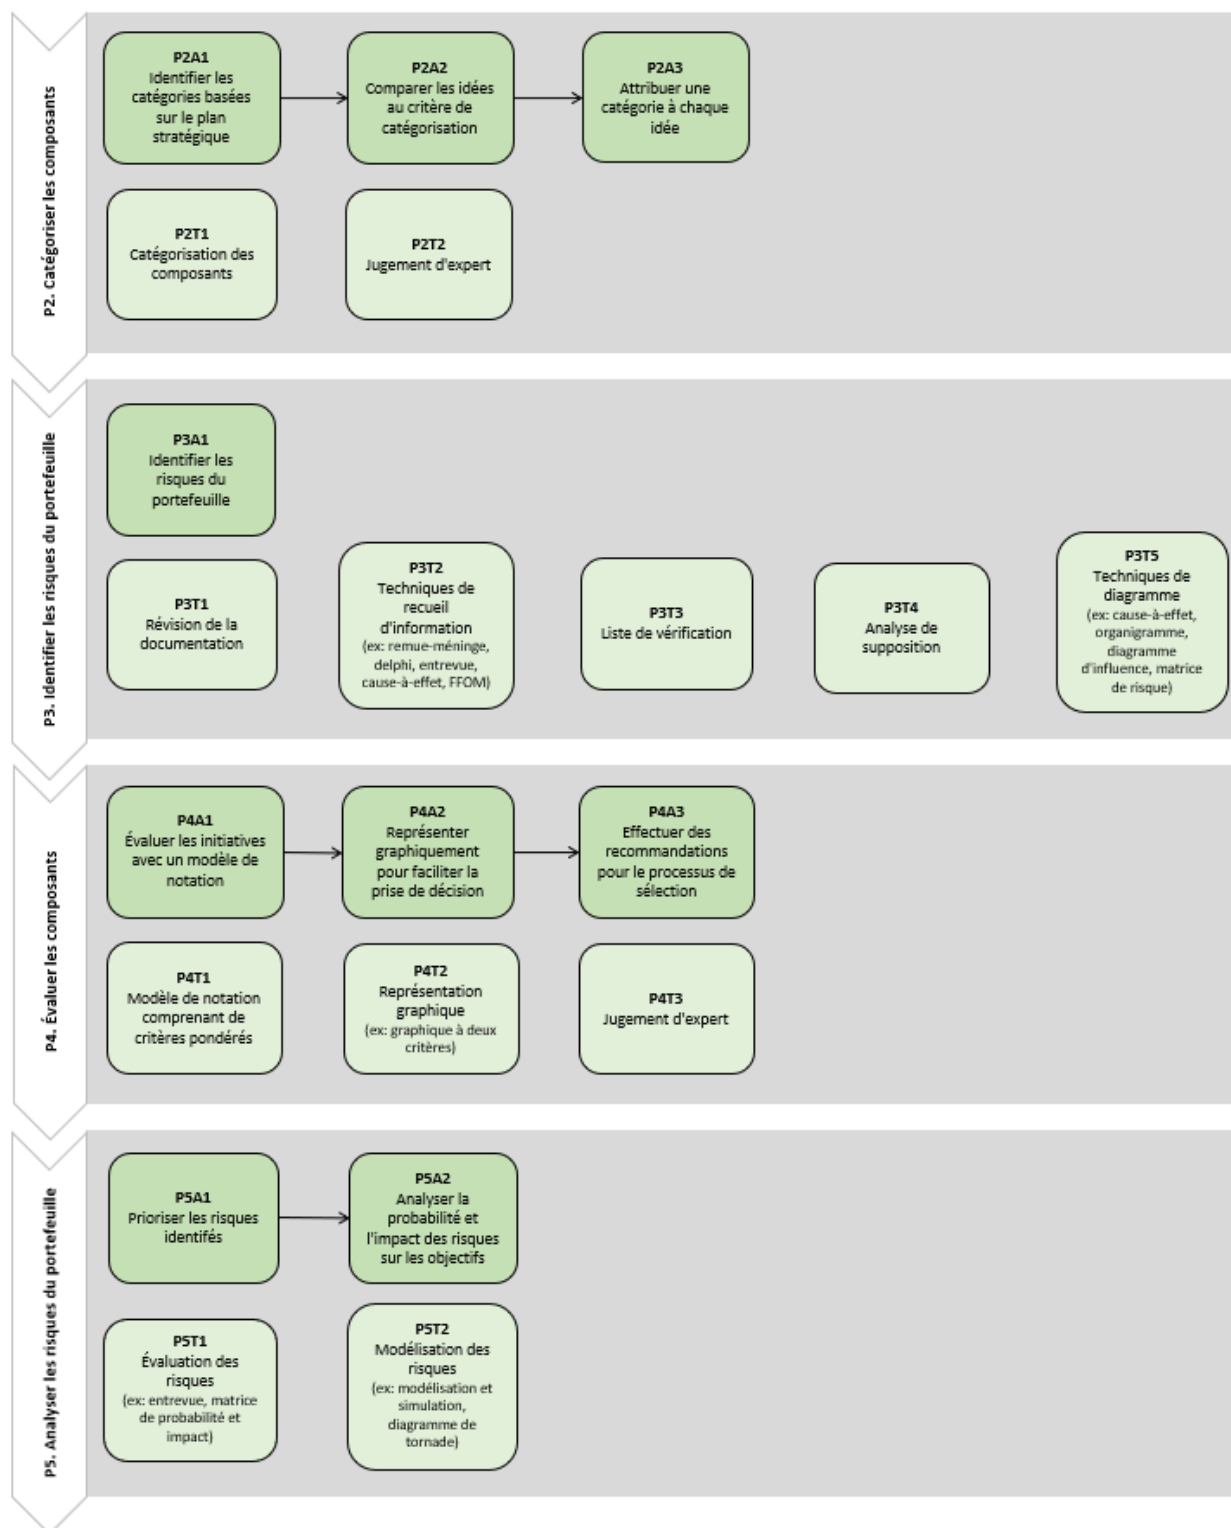 P2. Catégoriser les composants
P2A1
Identifier les
catégories basées
sur le plan
stratégique
P2A2
Comparer les idées
au critère de
catégorisation
P2A3
Attribuer une
catégorie à chaque
idée
P2T1
Catégorisation des
composants
P2T2
Jugement d'expert
P3. Identifier les risques du portefeuille
P3A1
Identifier les
risques du
portefeuille
P3T1
Révision de la
documentation
P3T2
Techniques de
recueil
d'information
(ex: remue-méninge,
delphi, entrevue,
cause-à-effet, FFOM)
P3T3
Liste de vérification
P3T4
Analyse de
supposition
P3T5
Techniques de
diagramme
(ex: cause-à-effet,
organigramme,
diagramme
d'influence, matrice
de risque)
P4. Évaluer les composants
P4A1
Évaluer les initiatives
avec un modèle de
notation
P4A2
Représenter
graphiquement
pour faciliter la
prise de décision
P4A3
Effectuer des
recommandations
pour le processus de
sélection
P4T1
Modèle de notation
comprenant de
critères pondérés
P4T2
Représentation
graphique
(ex: graphique à deux
critères)
P4T3
Jugement d'expert
P5. Analyser les risques du portefeuille
P5A1
Prioriser les risques
identifés
P5A2
Analyser la
probabilité et
l'impact des risques
sur les objectifs
P5T1
Évaluation des
risques
(ex: entrevue, matrice
de probabilité et
impact)
P5T2
Modélisation des
risques
(ex: modélisation et
simulation,
diagramme de
tornade)